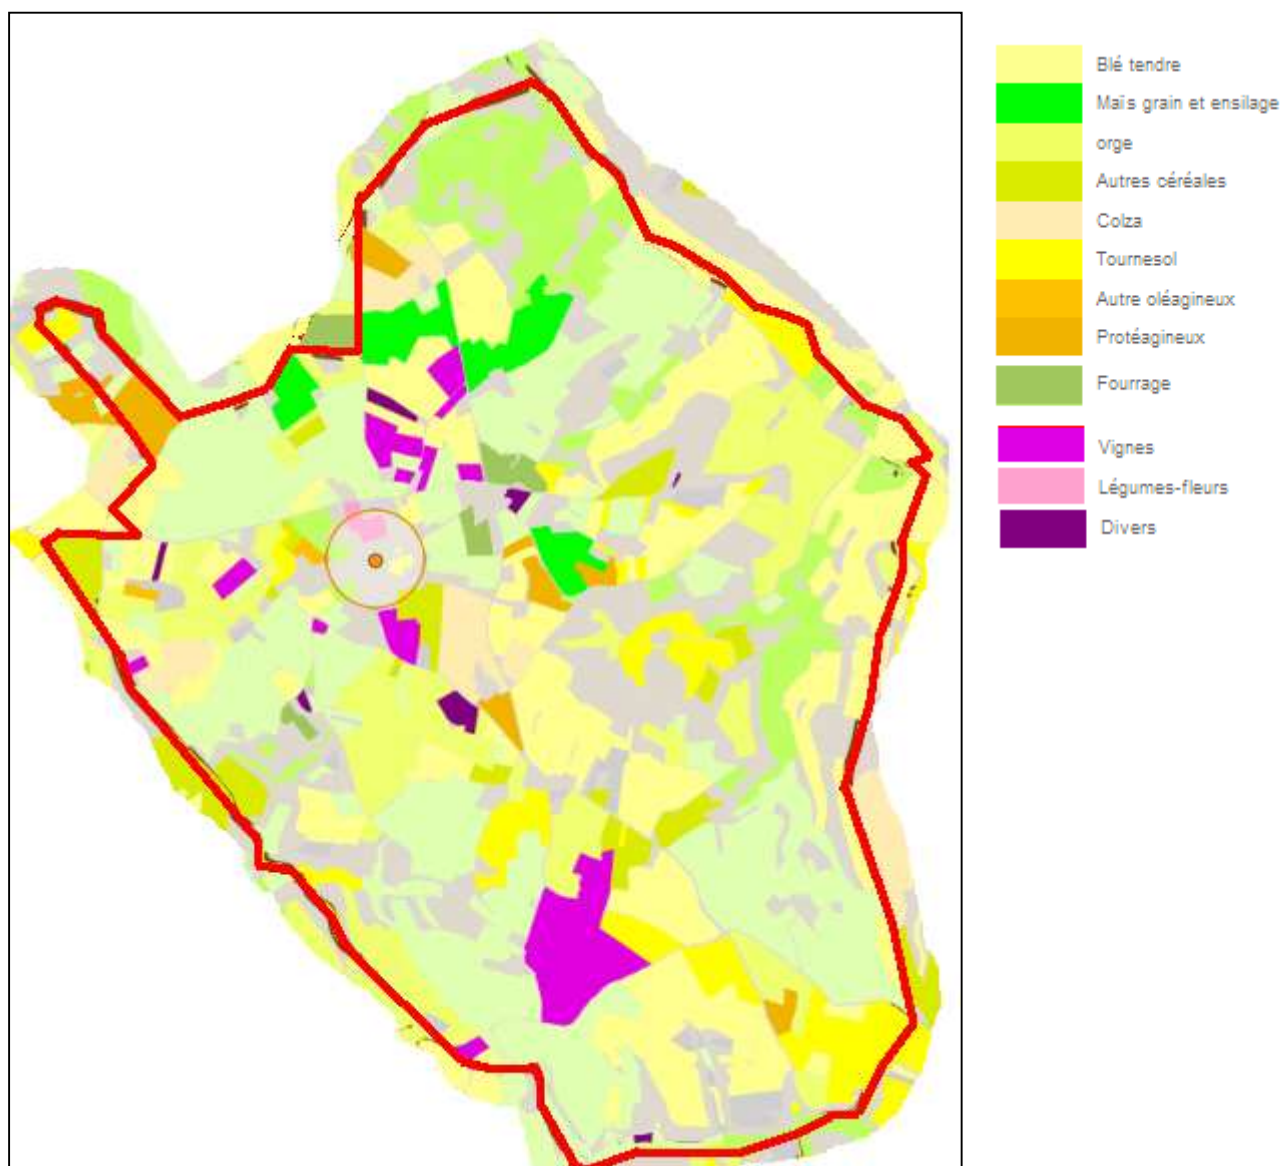 Blé tendre
Maïs grain et ensilage
orge
Autres céréales
Colza
Tournesol
Autre oléagineux
Protéagineux
Fourrage
Vignes
Légumes-fleurs
Divers